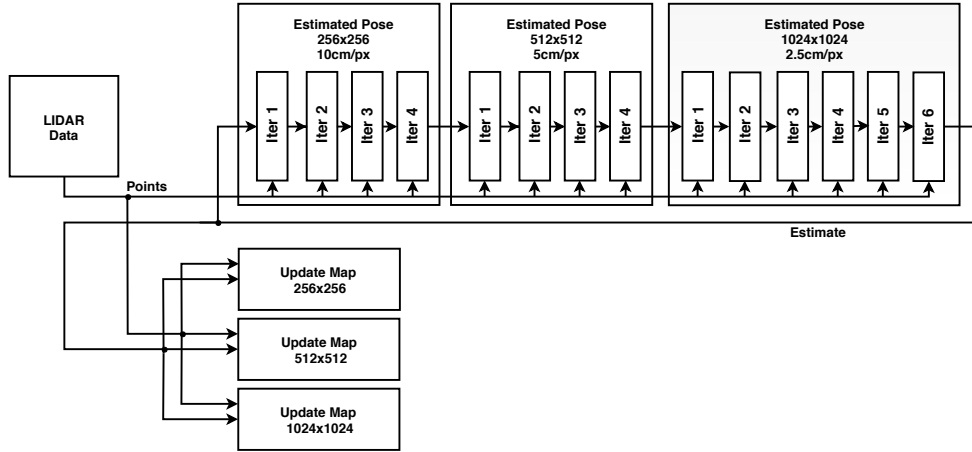 Estimated Pose
256x256
10cm/px
Iter 1
Iter 2
Iter 3
Iter 4
Estimated Pose
512x512
5cm/px
Iter 1
Iter 2
Iter 3
Iter 4
Estimated Pose
1024x1024
2.5cm/px
Iter 1
Iter 2
Iter 3
Iter 4
Iter 5
Iter 6
LIDAR
Data
Points
Estimate
Update Map
256x256
Update Map
512x512
Update Map
1024x1024